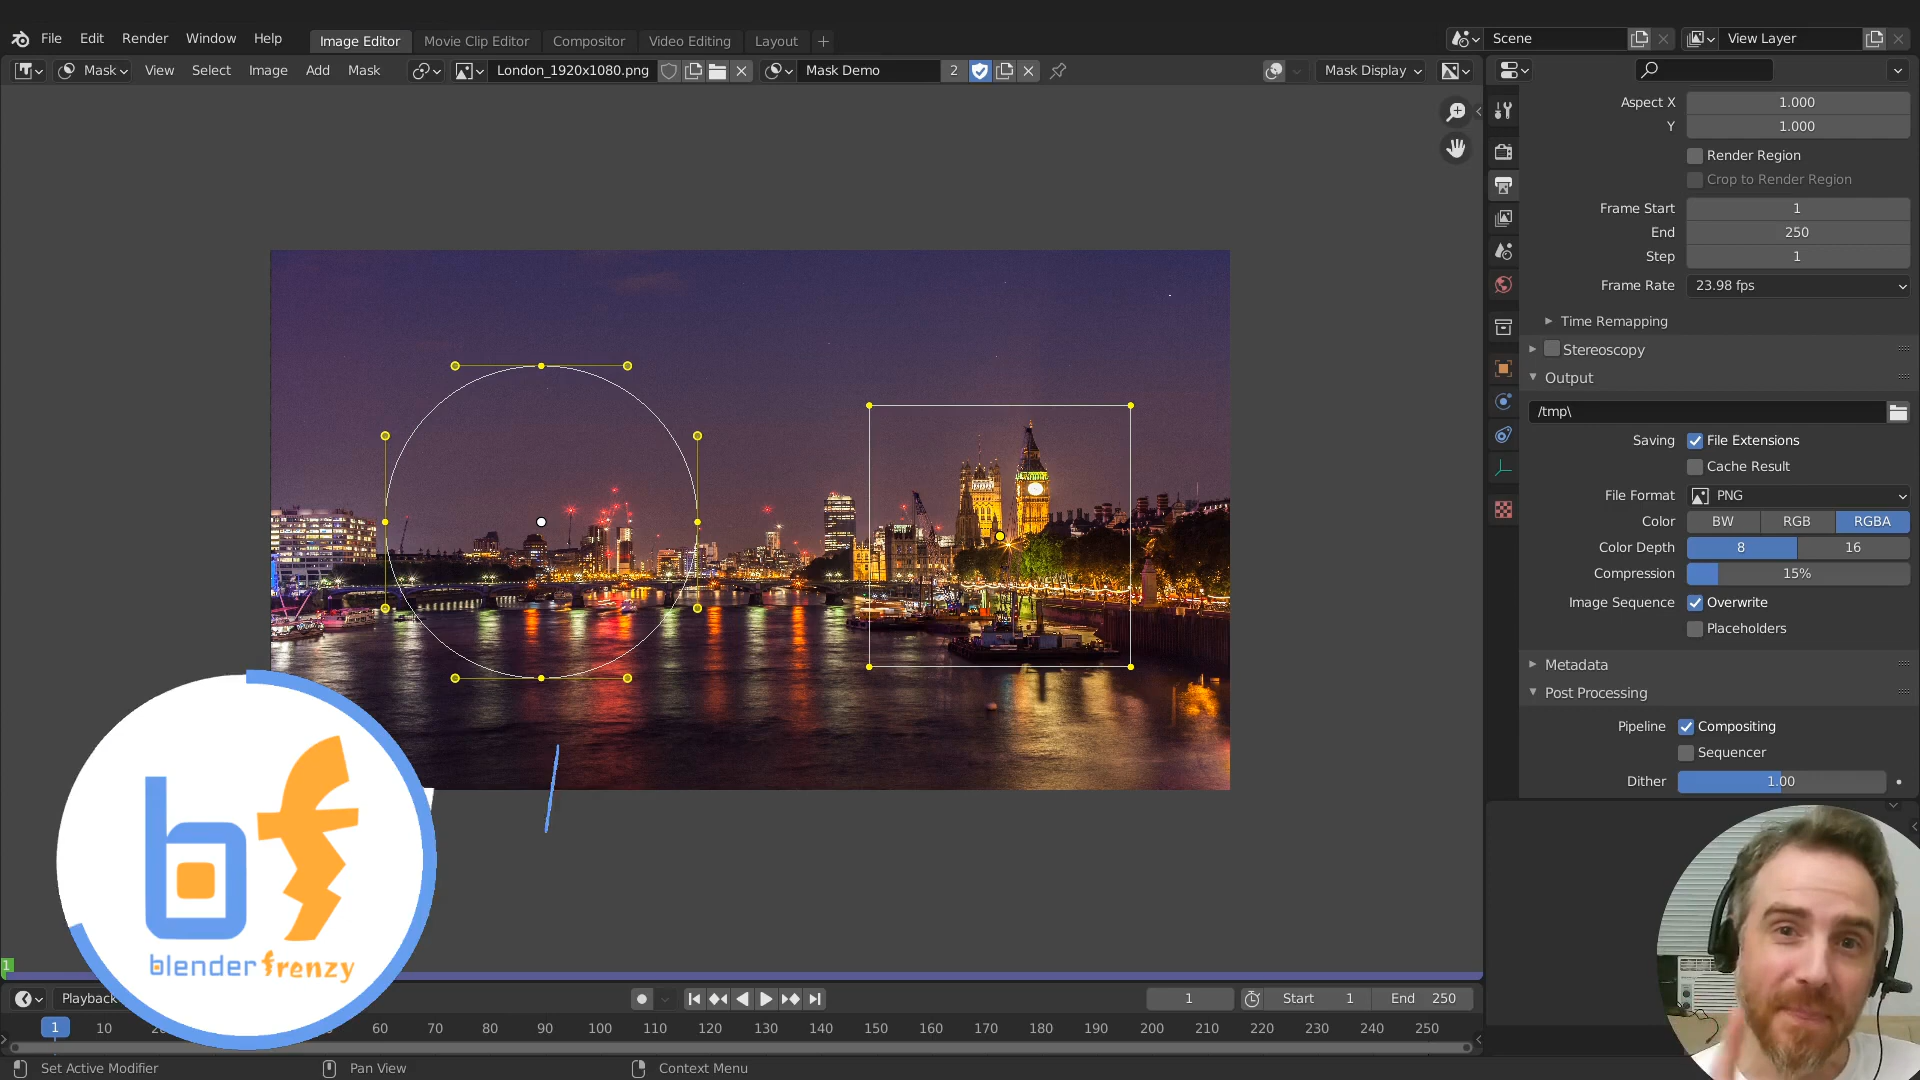 File Edit Render Window Help Image Editor Movie Clip Editor Compositor Video Editing Layout + Scene View Layer
Mask View Select Image Add Mask London_1920x1080.png Mask Demo 2 Mask Display
Aspect X 1.000
Y 1.000
Render Region
Crop to Render Region
Frame Start 1
End 250
Step 1
Frame Rate 23.98 fps
Time Remapping
Stereoscopy
Output
/tmp\
Saving File Extensions
Cache Result
File Format PNG
Color BW RGB RGBA
Color Depth 8 16
Compression 15%
Image Sequence Overwrite
Placeholders
Metadata
Post Processing
Pipeline Compositing
Sequencer
Dither 1.00
bf
blender frenzy
1
Playback 1 Start 1 End 250
1 10 60 70 80 90 100 110 120 130 140 150 160 170 180 190 200 210 220 230 240 250
Set Active Modifier Pan View Context Menu